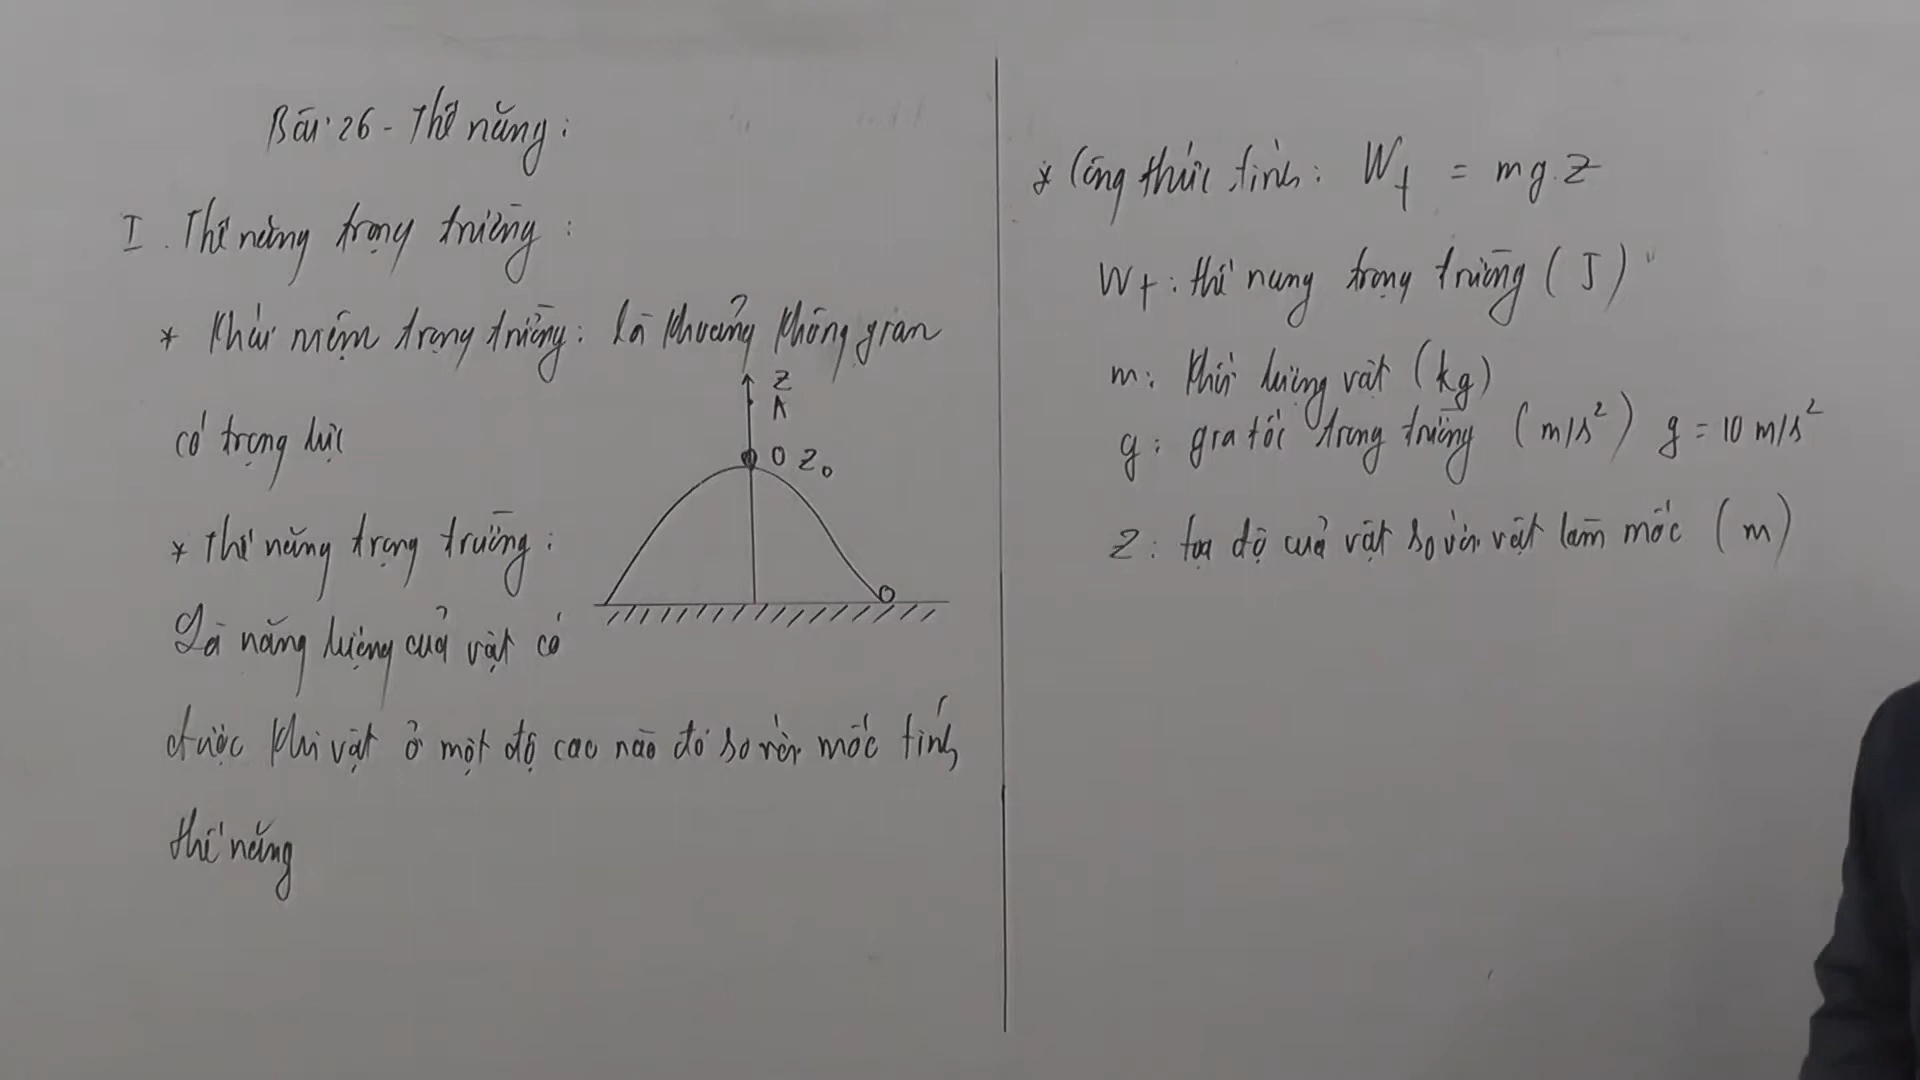 Bài 26 - Thế năng:
I. Thế năng trọng trường:
* Khái niệm trọng trường: là khoảng không gian
có trọng lực
Z
A
O Z₀
* Thế năng trọng trường:
Là năng lượng của vật có
được khi vật ở một độ cao nào đó so với mốc tính
thế năng
* Công thức tính: Wt = mg.Z
Wt: thế năng trọng trường (J)
m: khối lượng vật (kg)
g: gia tốc trọng trường (m/s²) g = 10 m/s²
Z: tọa độ của vật so với vật làm mốc (m)